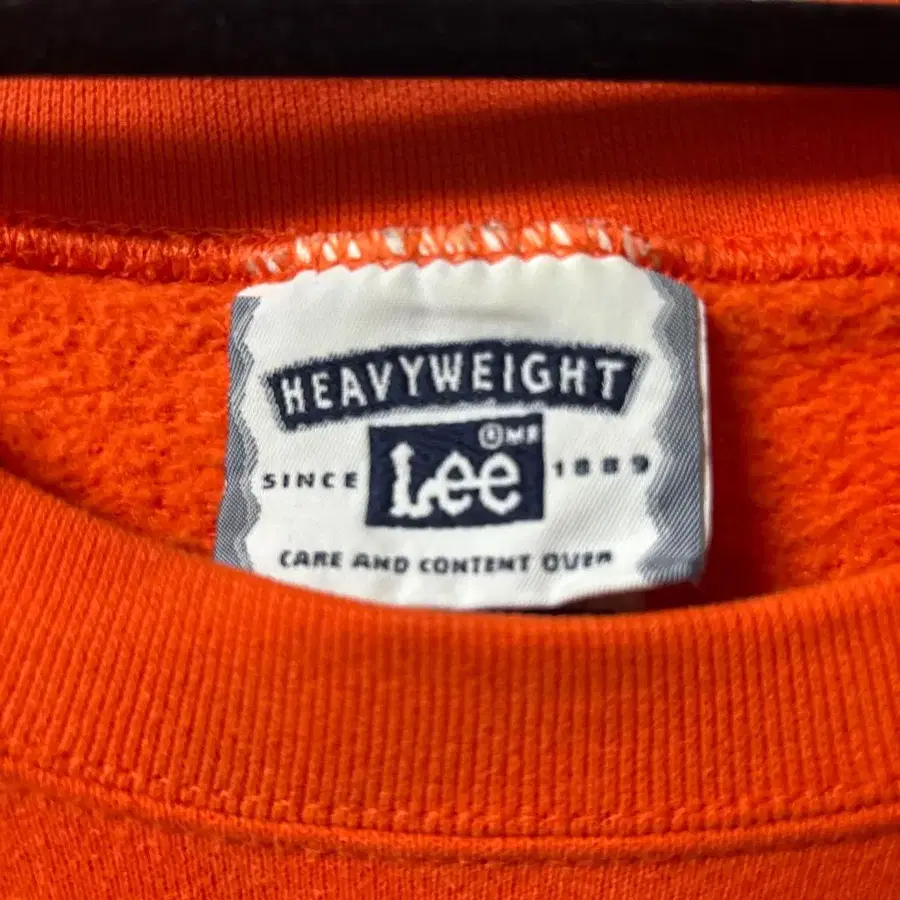 HEAVYWEIGHT
® MR
Lee
SINCE 1889
CARE AND CONTENT OVER